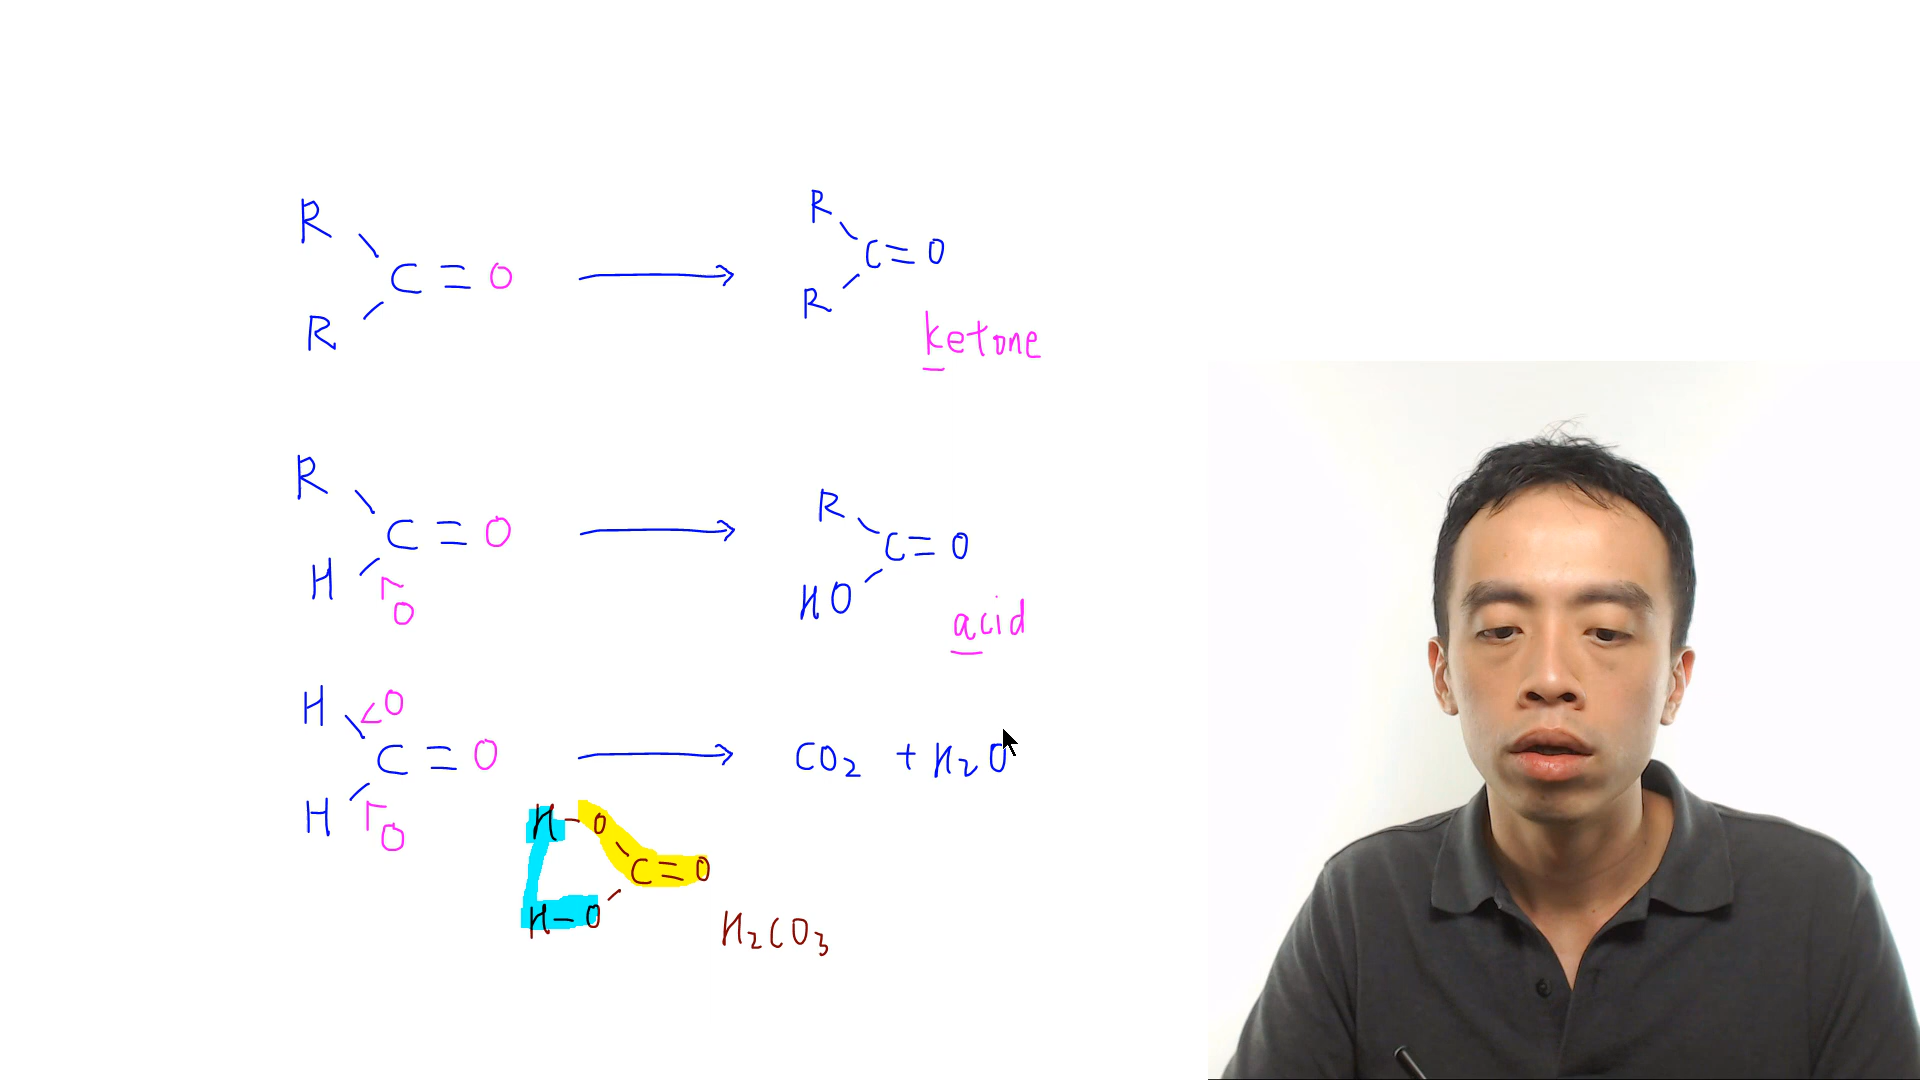 R
R
C = O
R
R
C = O
ketone
R
H
C = O
O
R
HO
C = O
acid
H
H
C = O
O
O
CO₂ + H₂O
H - O
C = O
H - O
H₂CO₃